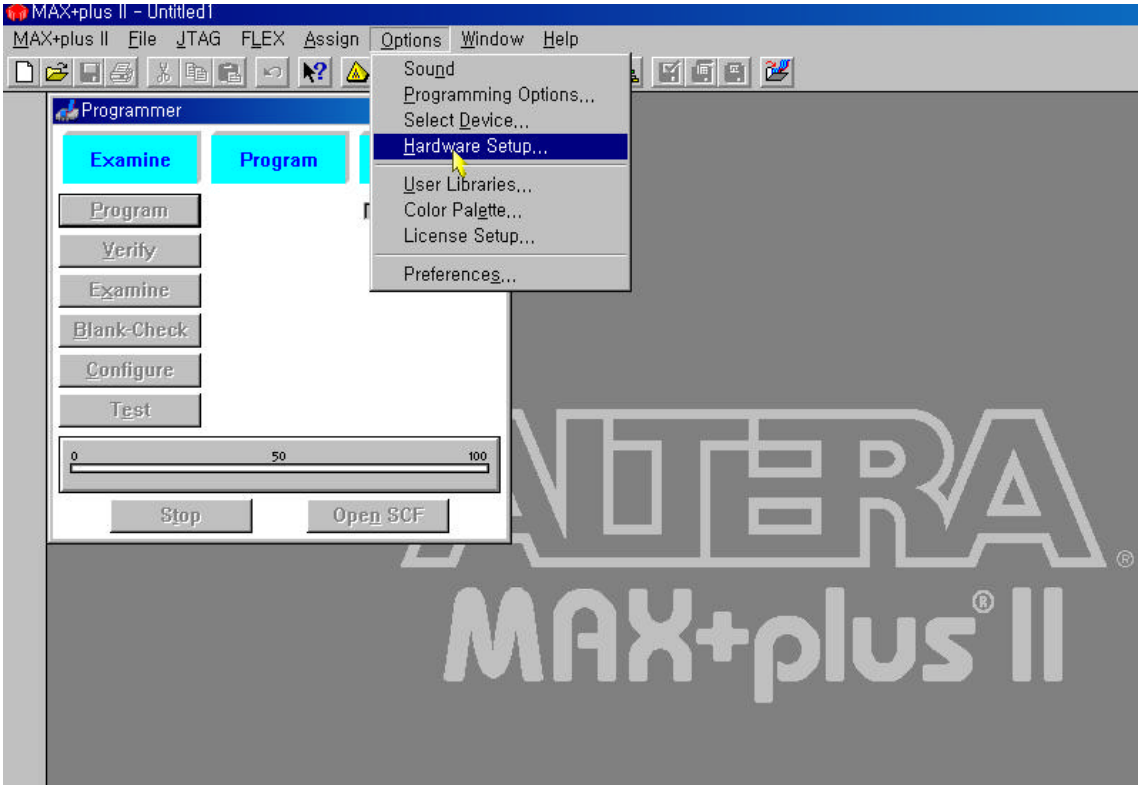 MAX+plus II - Untitled1
MAX+plus II File JTAG FLEX Assign Options Window Help
Sound
Programming Options...
Select Device...
Hardware Setup...
User Libraries...
Color Palette...
License Setup...
Preferences...
Programmer
Examine Program
Program
Verify
Examine
Blank-Check
Configure
Test
0 50 100
Stop Open SCF
ALTERA ®
MAX+plus® II